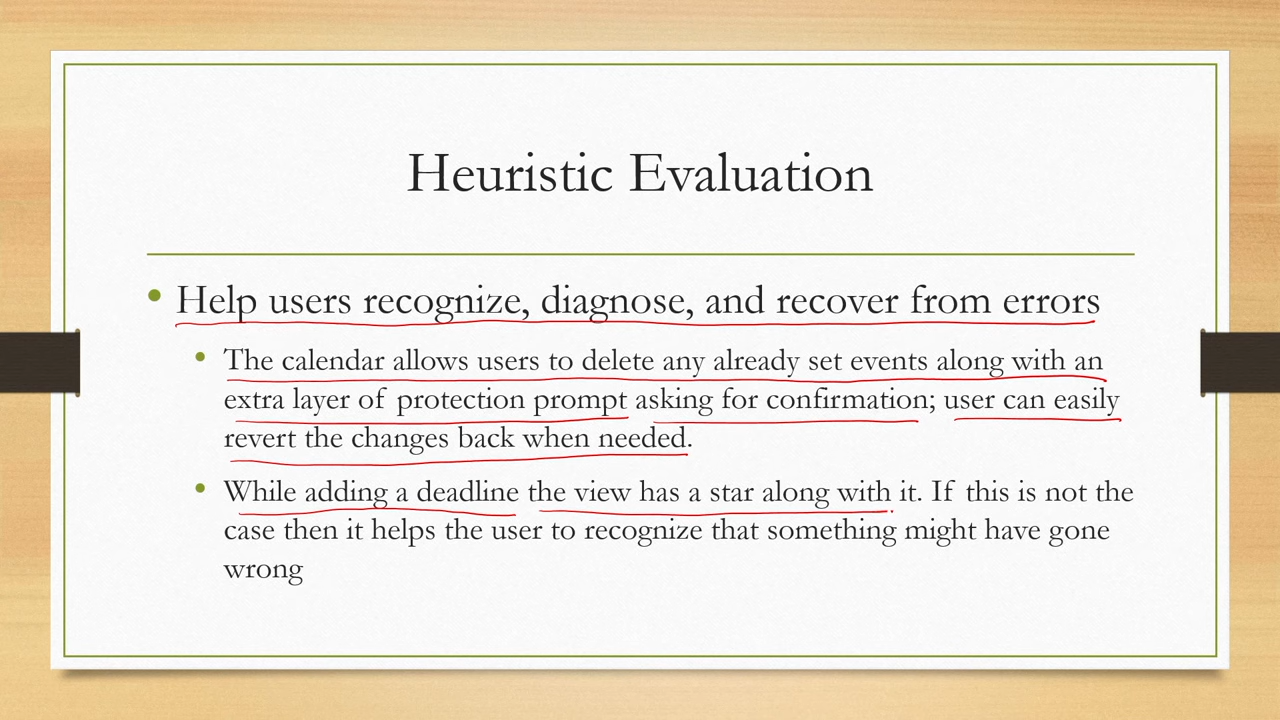 Heuristic Evaluation
• Help users recognize, diagnose, and recover from errors
• The calendar allows users to delete any already set events along with an
extra layer of protection prompt asking for confirmation; user can easily
revert the changes back when needed.
• While adding a deadline the view has a star along with it. If this is not the
case then it helps the user to recognize that something might have gone
wrong